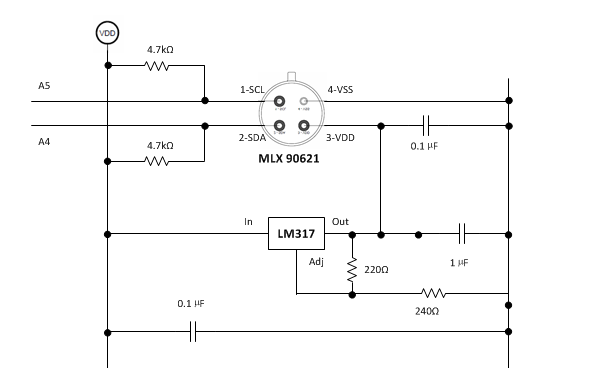 VDD
4.7kΩ
A5
1-SCL
4-VSS
A4
2-SDA
3-VDD
4.7kΩ
0.1 µF
MLX 90621
In
Out
LM317
Adj
220Ω
1 µF
0.1 µF
240Ω